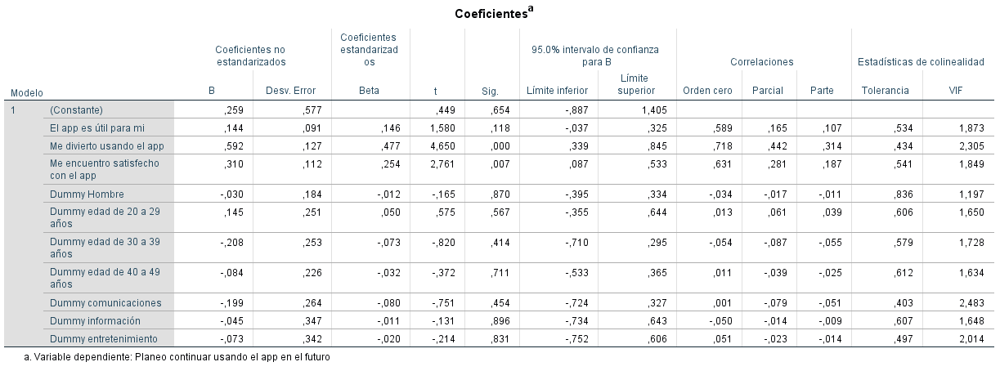 Coeficientesa
Coeficientes no estandarizados Coeficientes estandarizados 95.0% intervalo de confianza para B Correlaciones Estadísticas de colinealidad
Modelo B Desv. Error Beta t Sig. Límite inferior Límite superior Orden cero Parcial Parte Tolerancia VIF
1 (Constante) ,259 ,577 ,449 ,654 -,887 1,405
El app es útil para mi ,144 ,091 ,146 1,580 ,118 -,037 ,325 ,589 ,165 ,107 ,534 1,873
Me divierto usando el app ,592 ,127 ,477 4,650 ,000 ,339 ,845 ,718 ,442 ,314 ,434 2,305
Me encuentro satisfecho con el app ,310 ,112 ,254 2,761 ,007 ,087 ,533 ,631 ,281 ,187 ,541 1,849
Dummy Hombre -,030 ,184 -,012 -,165 ,870 -,395 ,334 -,034 -,017 -,011 ,836 1,197
Dummy edad de 20 a 29 años ,145 ,251 ,050 ,575 ,567 -,355 ,644 ,013 ,061 ,039 ,606 1,650
Dummy edad de 30 a 39 años -,208 ,253 -,073 -,820 ,414 -,710 ,295 -,054 -,087 -,055 ,579 1,728
Dummy edad de 40 a 49 años -,084 ,226 -,032 -,372 ,711 -,533 ,365 ,011 -,039 -,025 ,612 1,634
Dummy comunicaciones -,199 ,264 -,080 -,751 ,454 -,724 ,327 ,001 -,079 -,051 ,403 2,483
Dummy información -,045 ,347 -,011 -,131 ,896 -,734 ,643 -,050 -,014 -,009 ,607 1,648
Dummy entretenimiento -,073 ,342 -,020 -,214 ,831 -,752 ,606 ,051 -,023 -,014 ,497 2,014
a. Variable dependiente: Planeo continuar usando el app en el futuro